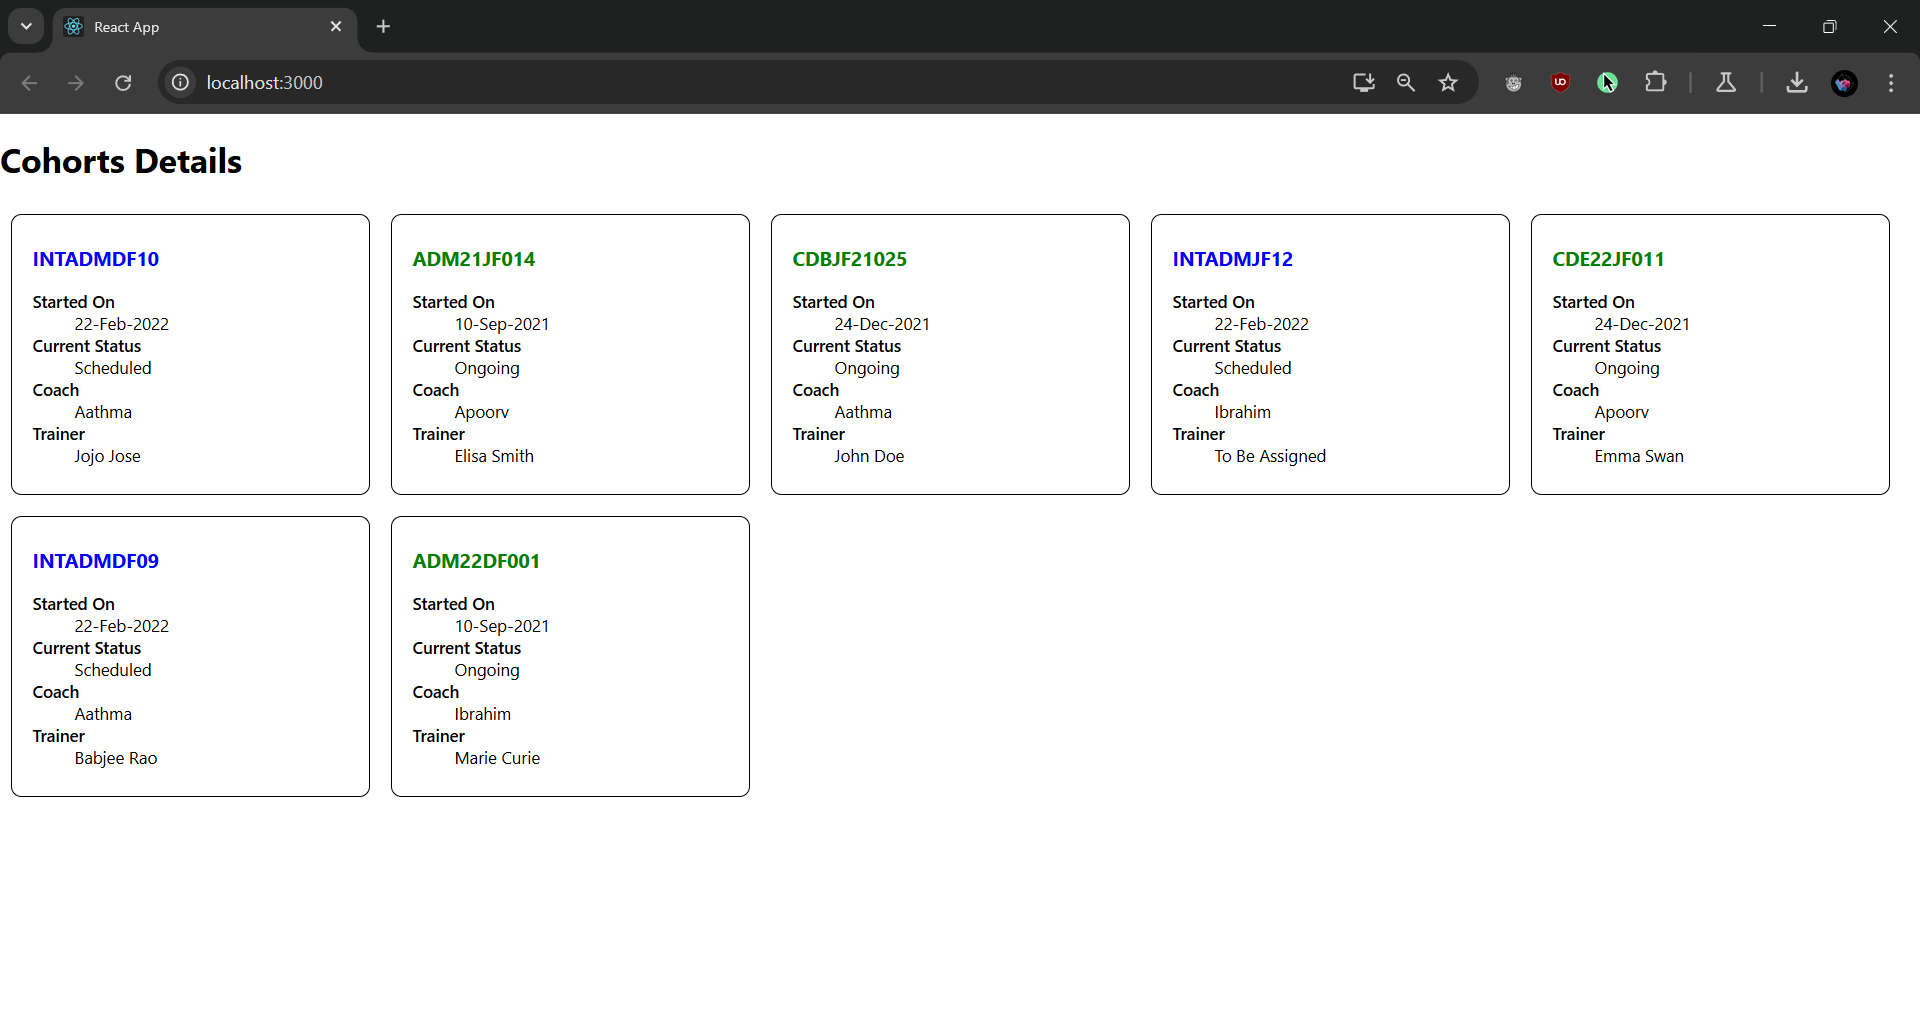 React App
localhost:3000
Cohorts Details
INTADMDF10
Started On
22-Feb-2022
Current Status
Scheduled
Coach
Aathma
Trainer
Jojo Jose
ADM21JF014
Started On
10-Sep-2021
Current Status
Ongoing
Coach
Apoorv
Trainer
Elisa Smith
CDBJF21025
Started On
24-Dec-2021
Current Status
Ongoing
Coach
Aathma
Trainer
John Doe
INTADMJF12
Started On
22-Feb-2022
Current Status
Scheduled
Coach
Ibrahim
Trainer
To Be Assigned
CDE22JF011
Started On
24-Dec-2021
Current Status
Ongoing
Coach
Apoorv
Trainer
Emma Swan
INTADMDF09
Started On
22-Feb-2022
Current Status
Scheduled
Coach
Aathma
Trainer
Babjee Rao
ADM22DF001
Started On
10-Sep-2021
Current Status
Ongoing
Coach
Ibrahim
Trainer
Marie Curie